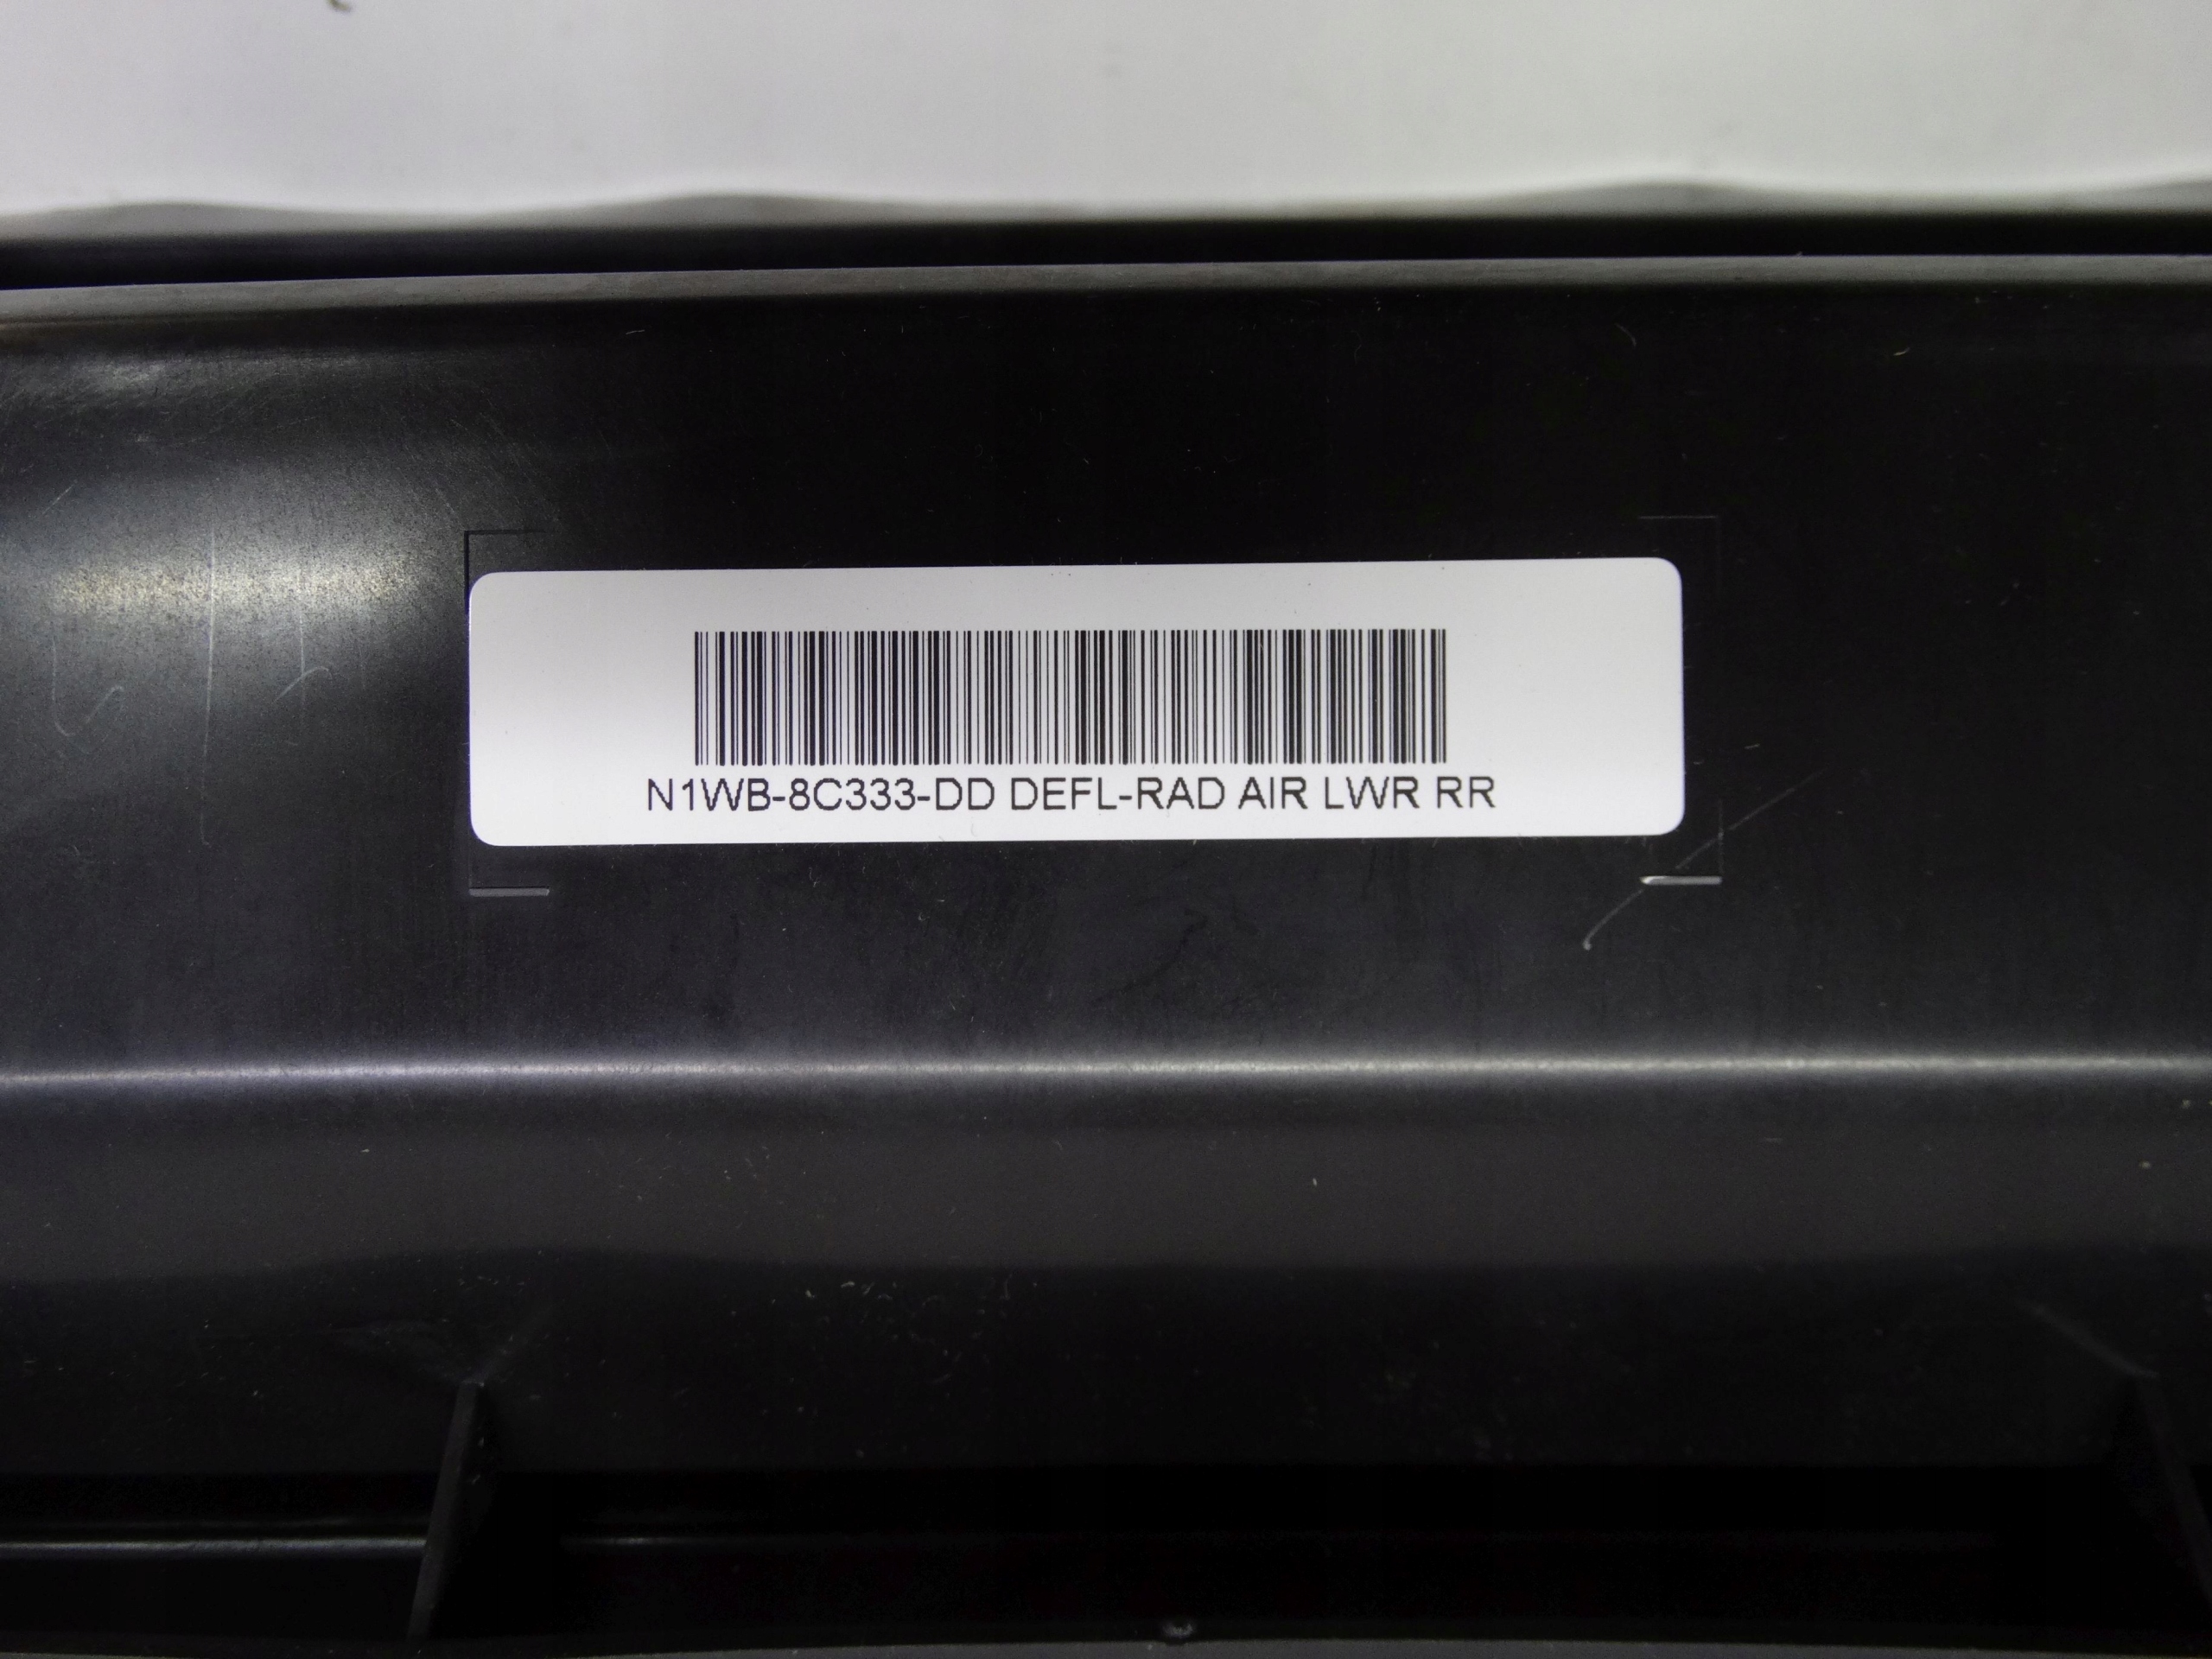 N1WB-8C333-DD DEFL-RAD AIR LWR RR